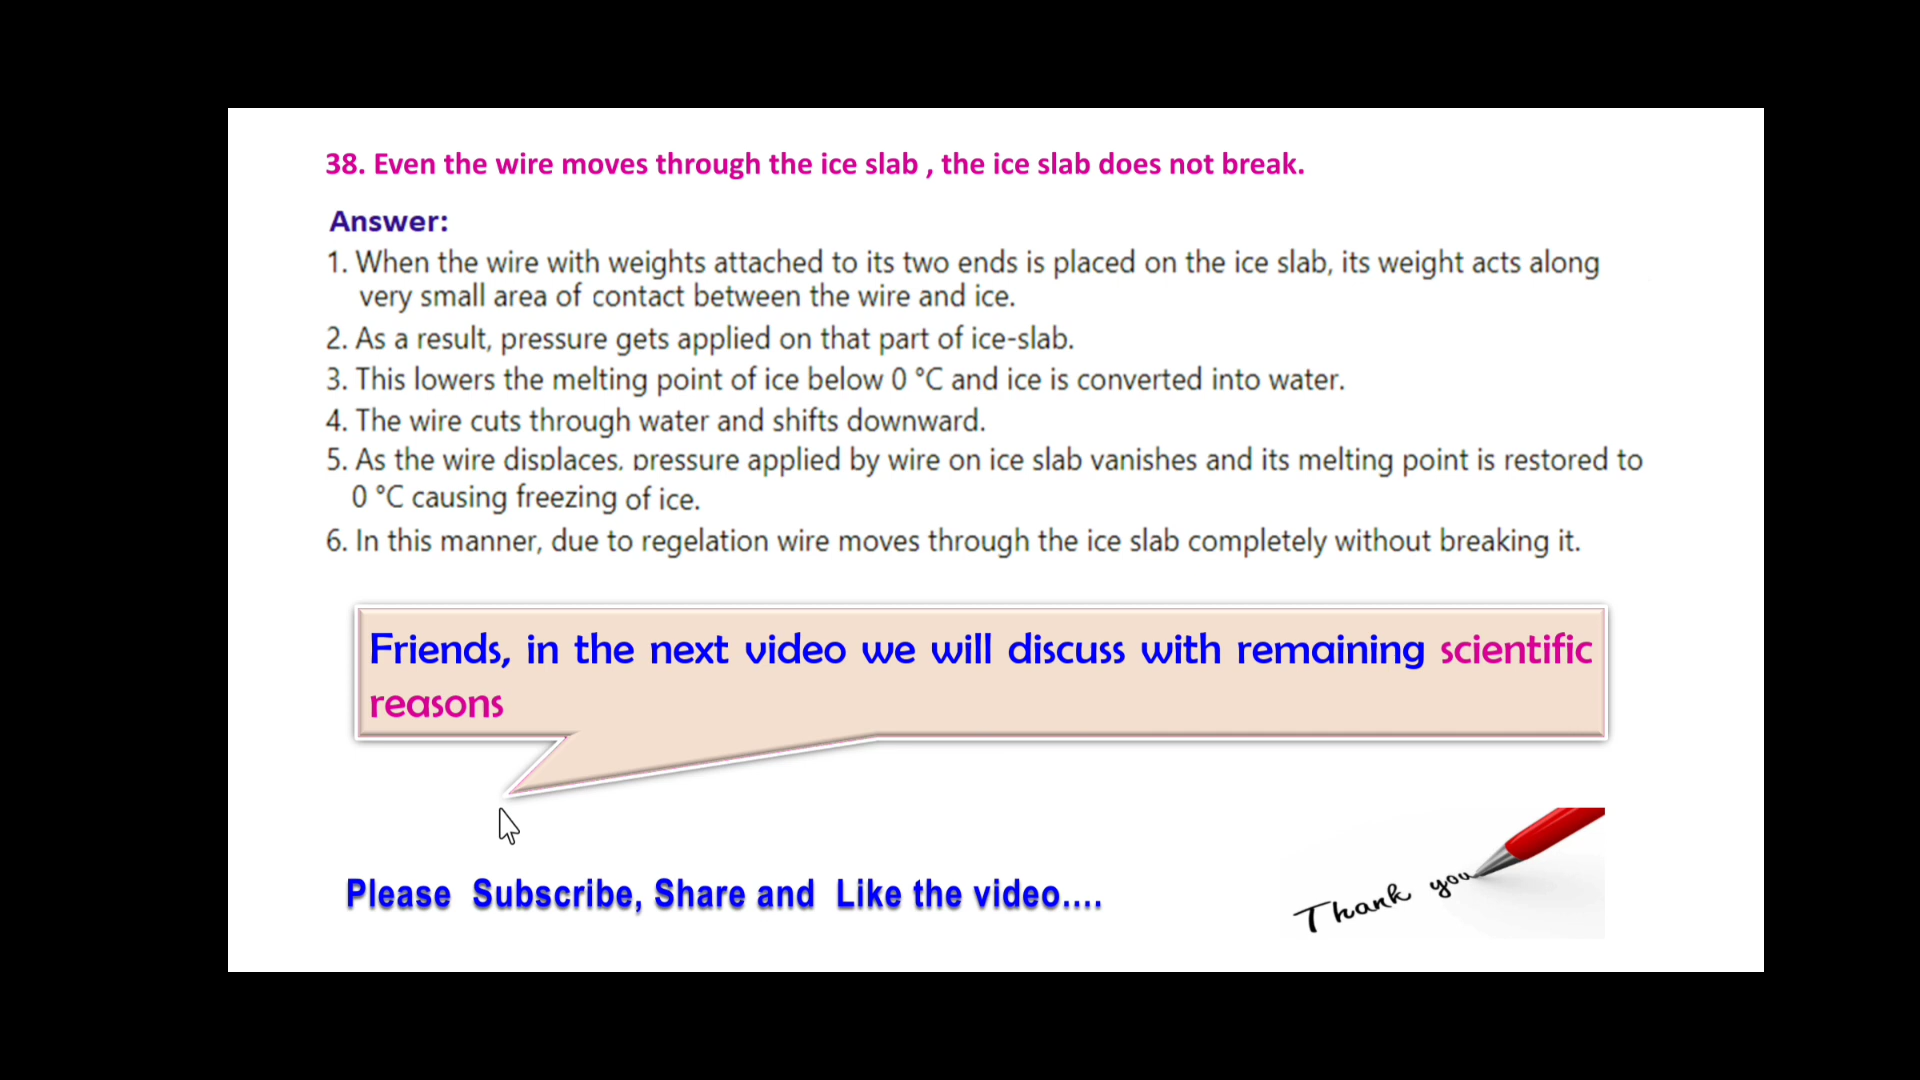 38. Even the wire moves through the ice slab , the ice slab does not break.
Answer:
1. When the wire with weights attached to its two ends is placed on the ice slab, its weight acts along
very small area of contact between the wire and ice.
2. As a result, pressure gets applied on that part of ice-slab.
3. This lowers the melting point of ice below 0 °C and ice is converted into water.
4. The wire cuts through water and shifts downward.
5. As the wire displaces, pressure applied by wire on ice slab vanishes and its melting point is restored to
0 °C causing freezing of ice.
6. In this manner, due to regelation wire moves through the ice slab completely without breaking it.
Friends, in the next video we will discuss with remaining scientific
reasons
Please Subscribe, Share and Like the video....
Thank you